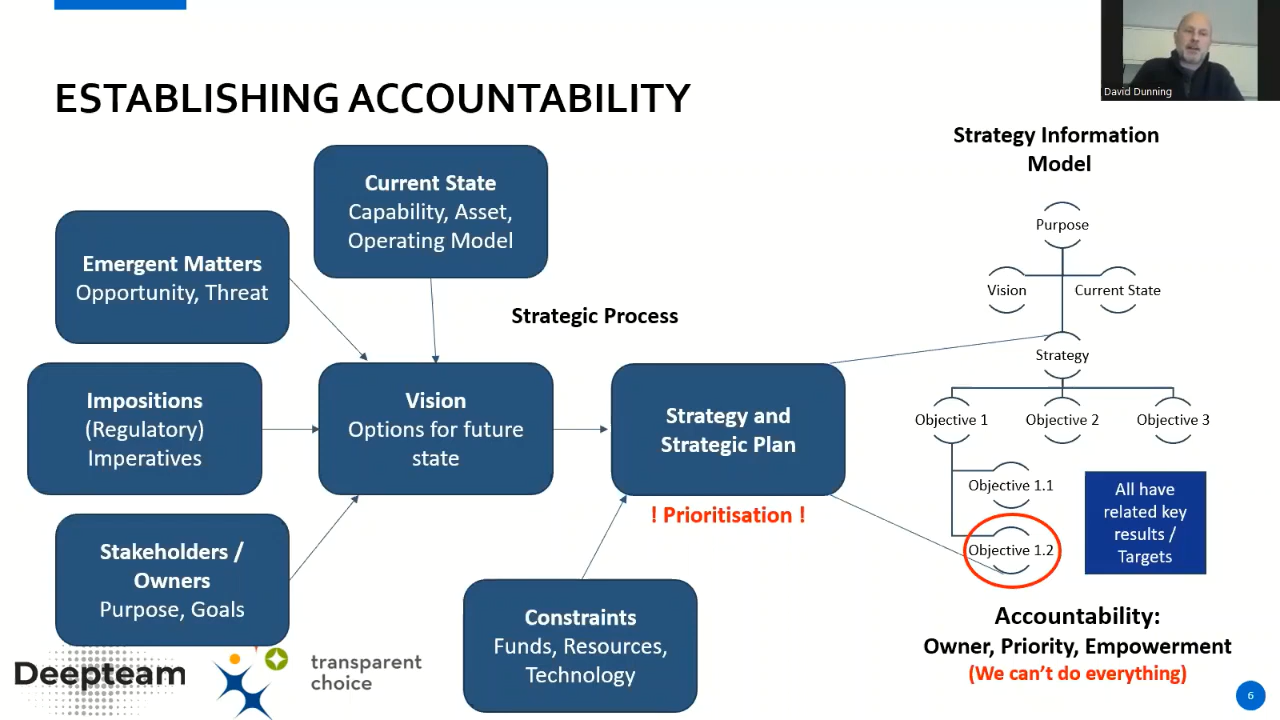 ESTABLISHING ACCOUNTABILITY
David Dunning
Current State
Capability, Asset,
Operating Model
Emergent Matters
Opportunity, Threat
Strategic Process
Impositions
(Regulatory)
Imperatives
Vision
Options for future
state
Strategy and
Strategic Plan
! Prioritisation !
Stakeholders /
Owners
Purpose, Goals
Constraints
Funds, Resources,
Technology
Strategy Information
Model
Purpose
Vision
Current State
Strategy
Objective 1
Objective 2
Objective 3
Objective 1.1
Objective 1.2
All have
related key
results /
Targets
Accountability:
Owner, Priority, Empowerment
(We can't do everything)
Deepteam
transparent
choice
6